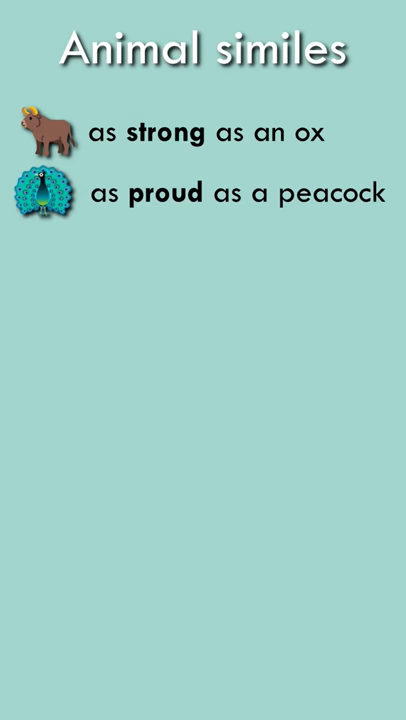 Animal similes
as strong as an ox
as proud as a peacock